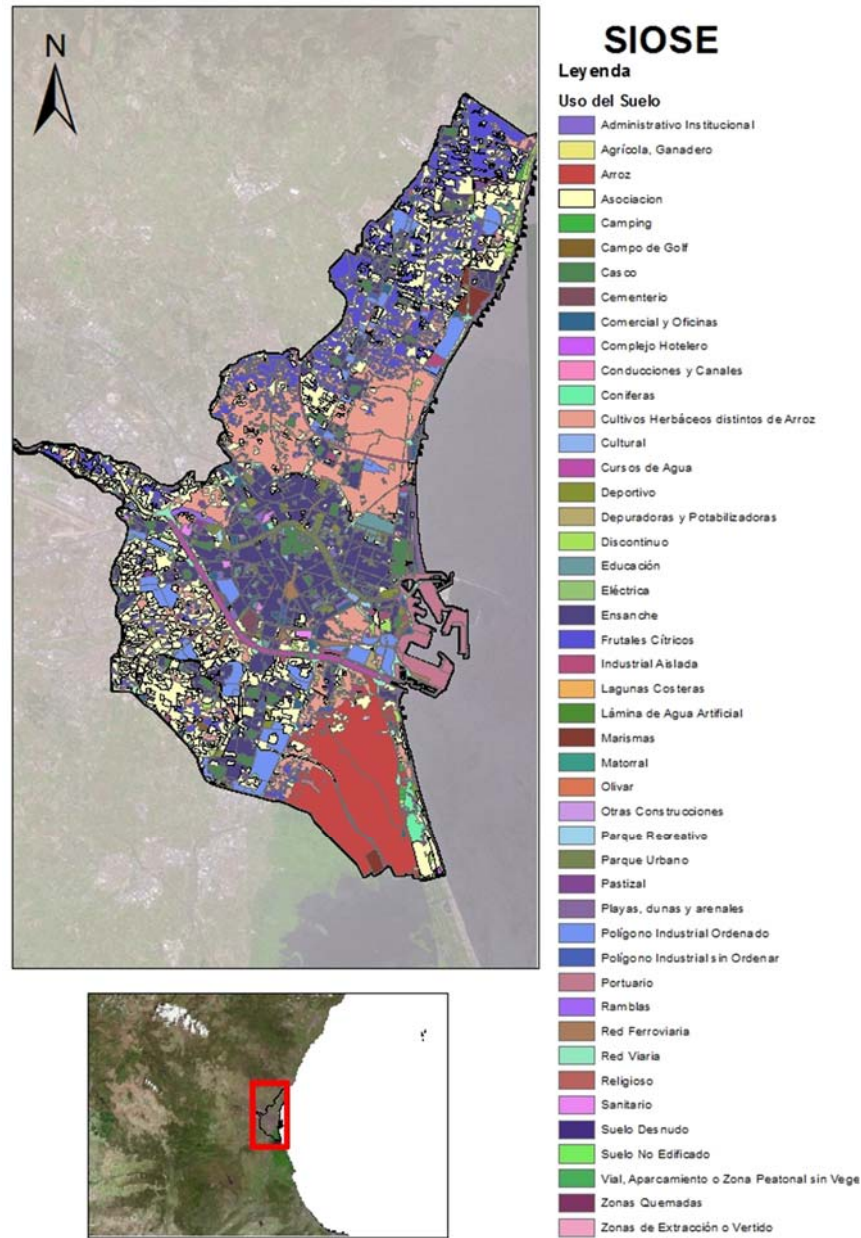 N
SIOSE
Leyenda
Uso del Suelo
Administrativo Institucional
Agrícola, Ganadero
Arroz
Asociacion
Camping
Campo de Golf
Casco
Cementerio
Comercial y Oficinas
Complejo Hotelero
Conducciones y Canales
Coniferas
Cultivos Herbáceos distintos de Arroz
Cultural
Cursos de Agua
Deportivo
Depuradoras y Potabilizadoras
Discontinuo
Educación
Eléctrica
Ensanche
Frutales Cítricos
Industrial Aislada
Lagunas Costeras
Lámina de Agua Artificial
Marismas
Matorral
Olivar
Otras Construcciones
Parque Recreativo
Parque Urbano
Pastizal
Playas, dunas y arenales
Polígono Industrial Ordenado
Polígono Industrial sin Ordenar
Portuario
Ramblas
Red Ferroviaria
Red Viaria
Religioso
Sanitario
Suelo Desnudo
Suelo No Edificado
Vial, Aparcamiento o Zona Peatonal sin Vege
Zonas Quemadas
Zonas de Extracción o Vertido